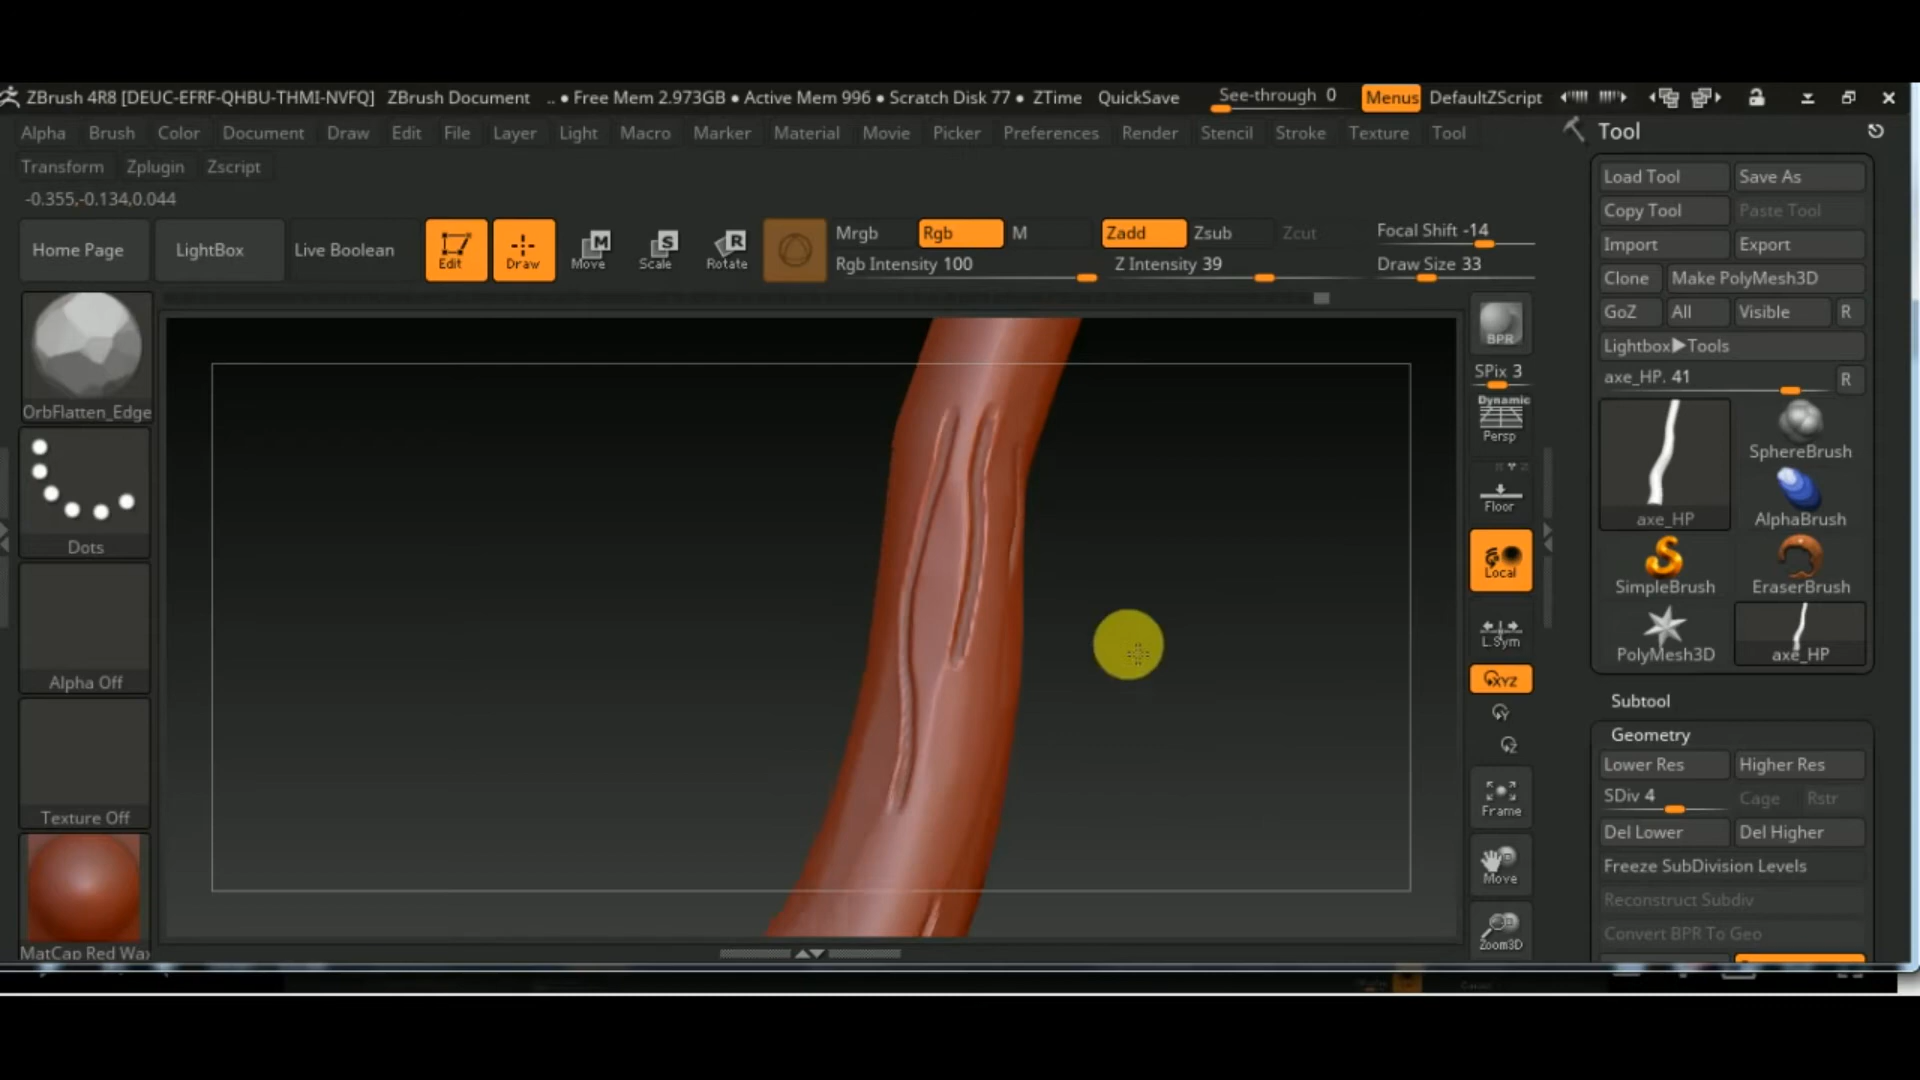 ZBrush 4R8 [DEUC-EFRF-QHBU-THMI-NVFQ] ZBrush Document .. ● Free Mem 2.973GB ● Active Mem 996 ● Scratch Disk 77 ● ZTime QuickSave See-through 0 Menus DefaultZScript
Alpha Brush Color Document Draw Edit File Layer Light Macro Marker Material Movie Picker Preferences Render Stencil Stroke Texture Tool
Transform Zplugin Zscript
-0.355,-0.134,0.044
Home Page LightBox Live Boolean Edit Draw Move Scale Rotate
M S R
Mrgb Rgb M Zadd Zsub Zcut Focal Shift -14
Rgb Intensity 100 Z Intensity 39 Draw Size 33
OrbFlatten_Edge
Dots
Alpha Off
Texture Off
MatCap Red Wax
BPR
SPix 3
Dynamic
Persp
Floor
Local
L.Sym
XYZ
Y
Z
Frame
Move
Zoom3D
Tool
Load Tool Save As
Copy Tool Paste Tool
Import Export
Clone Make PolyMesh3D
GoZ All Visible R
Lightbox▶Tools
axe_HP. 41 R
axe_HP SphereBrush
AlphaBrush
SimpleBrush EraserBrush
PolyMesh3D axe_HP
Subtool
Geometry
Lower Res Higher Res
SDiv 4 Cage Rstr
Del Lower Del Higher
Freeze SubDivision Levels
Reconstruct Subdiv
Convert BPR To Geo